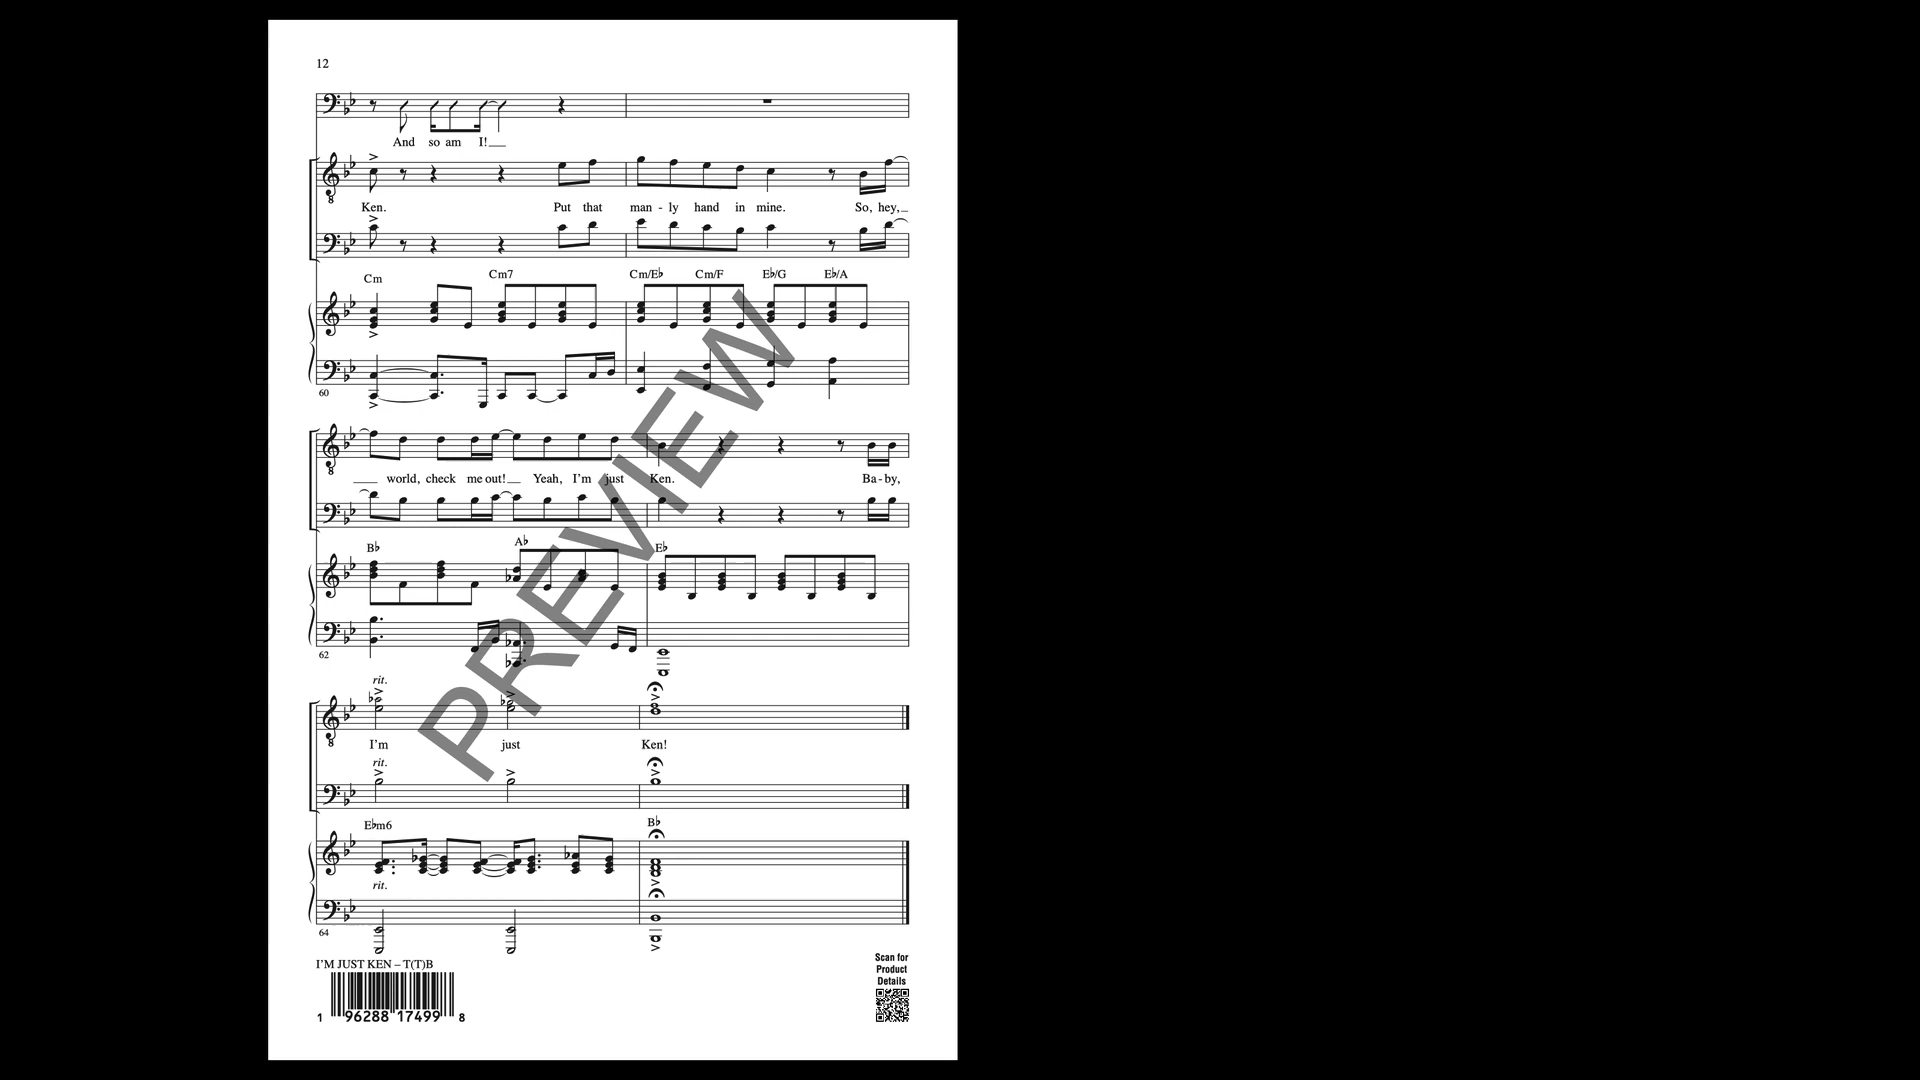 12
And so am I!
Ken. Put that man - ly hand in mine. So, hey,
Cm Cm7 Cm/E♭ Cm/F E♭/G E♭/A
60
world, check me out! Yeah, I'm just Ken. Ba - by,
B♭ A♭ E♭
62
rit.
I'm just Ken!
rit.
E♭m6 B♭
rit.
64
PREVIEW
I'M JUST KEN – T(T)B
1 96288 17499 8
Scan for
Product
Details